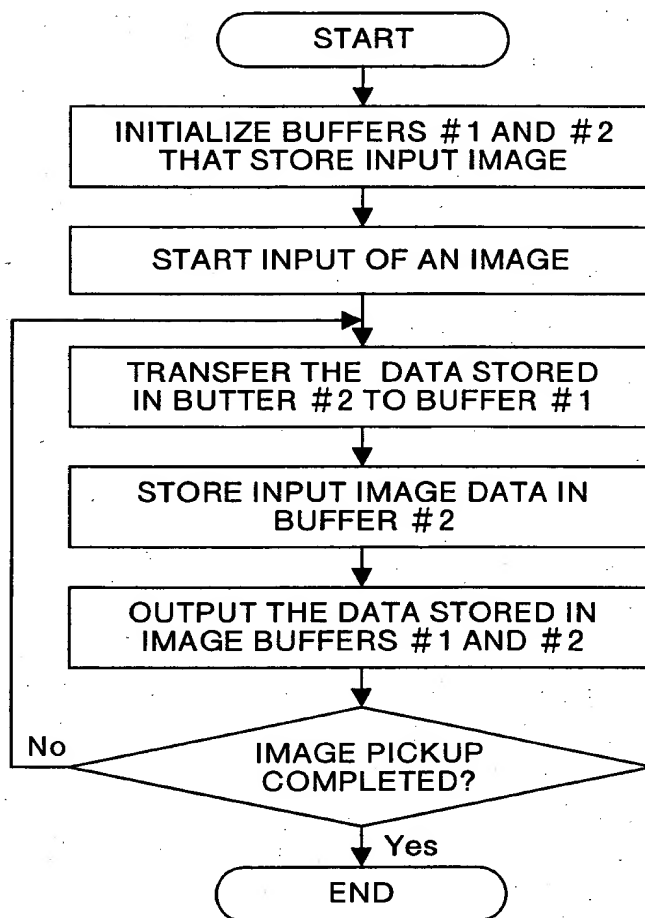 START
INITIALIZE BUFFERS #1 AND #2
THAT STORE INPUT IMAGE
START INPUT OF AN IMAGE
TRANSFER THE DATA STORED
IN BUTTER #2 TO BUFFER #1
STORE INPUT IMAGE DATA IN
BUFFER #2
OUTPUT THE DATA STORED IN
IMAGE BUFFERS #1 AND #2
No
IMAGE PICKUP
COMPLETED?
Yes
END